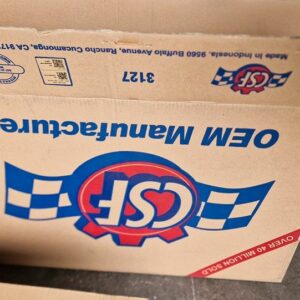 Made in Indonesia. 9560 Buffalo Avenue, Rancho Cucamonga, CA 917
3127
CSF
OEM Manufacture
CSF
OVER 40 MILLION SOLD